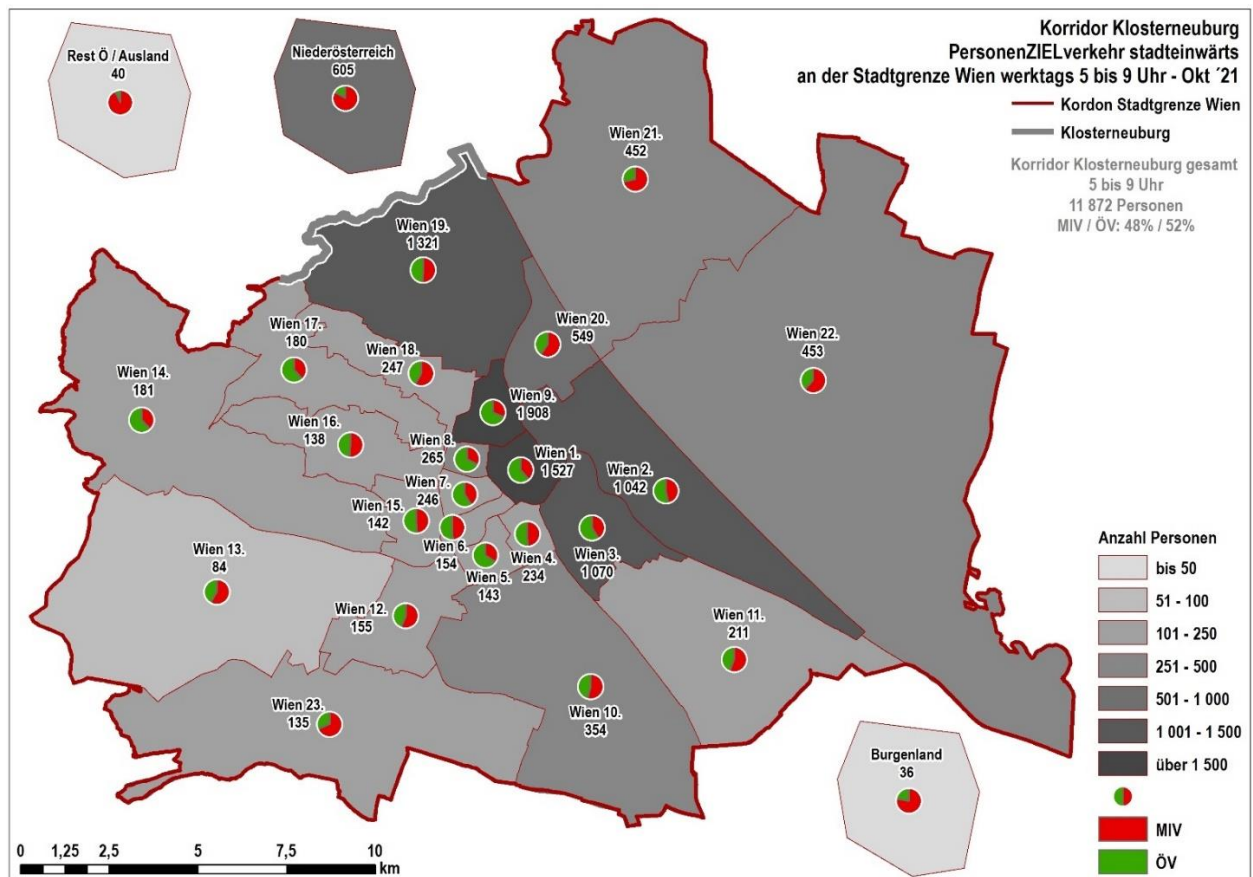 Korridor Klosterneuburg
PersonenZIELverkehr stadteinwärts
an der Stadtgrenze Wien werktags 5 bis 9 Uhr - Okt ´21
Kordon Stadtgrenze Wien
Klosterneuburg
Korridor Klosterneuburg gesamt
5 bis 9 Uhr
11 872 Personen
MIV / ÖV: 48% / 52%
Rest Ö / Ausland
40
Niederösterreich
605
Wien 21.
452
Wien 19.
1 321
Wien 20.
549
Wien 22.
453
Wien 17.
180
Wien 18.
247
Wien 14.
181
Wien 9.
1 908
Wien 16.
138
Wien 8.
265
Wien 1.
1 527
Wien 2.
1 042
Wien 7.
246
Wien 15.
142
Wien 6.
154
Wien 5.
143
Wien 4.
234
Wien 3.
1 070
Wien 13.
84
Wien 12.
155
Wien 11.
211
Wien 23.
135
Wien 10.
354
Burgenland
36
Anzahl Personen
bis 50
51 - 100
101 - 250
251 - 500
501 - 1 000
1 001 - 1 500
über 1 500
MIV
ÖV
0 1,25 2,5 5 7,5 10
km